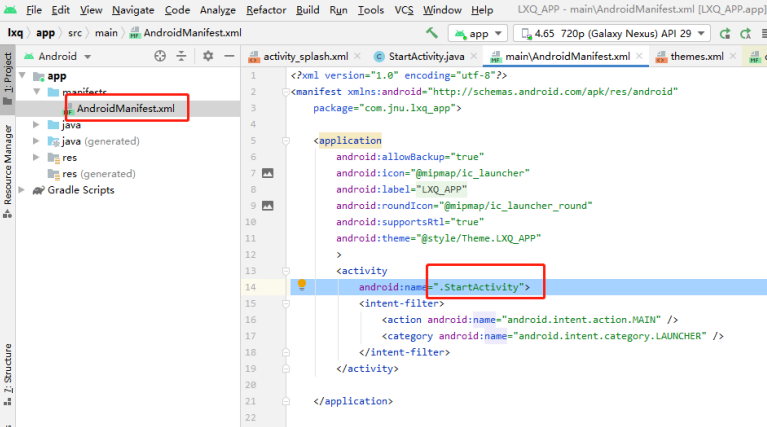 File Edit View Navigate Code Analyze Refactor Build Run Tools VCS Window Help LXQ_APP - main\AndroidManifest.xml [LXQ_APP.app]
lxq app src main AndroidManifest.xml app 4.65 720p (Galaxy Nexus) API 29
1: Project
Resource Manager
7: Structure
Android
app
manifests
AndroidManifest.xml
java
java (generated)
res
res (generated)
Gradle Scripts
activity_splash.xml StartActivity.java main\AndroidManifest.xml themes.xml
1 <?xml version="1.0" encoding="utf-8"?>
2 <manifest xmlns:android="http://schemas.android.com/apk/res/android"
3 package="com.jnu.lxq_app">
4
5 <application
6 android:allowBackup="true"
7 android:icon="@mipmap/ic_launcher"
8 android:label="LXQ_APP"
9 android:roundIcon="@mipmap/ic_launcher_round"
10 android:supportsRtl="true"
11 android:theme="@style/Theme.LXQ_APP"
12 >
13 <activity
14 android:name=".StartActivity">
15 <intent-filter>
16 <action android:name="android.intent.action.MAIN" />
17 <category android:name="android.intent.category.LAUNCHER" />
18 </intent-filter>
19 </activity>
20
21 </application>
22